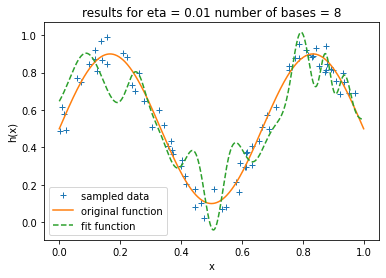 results for eta = 0.01 number of bases = 8
h(x)
1.0
0.8
0.6
0.4
0.2
0.0
sampled data
original function
fit function
0.0 0.2 0.4 0.6 0.8 1.0
x